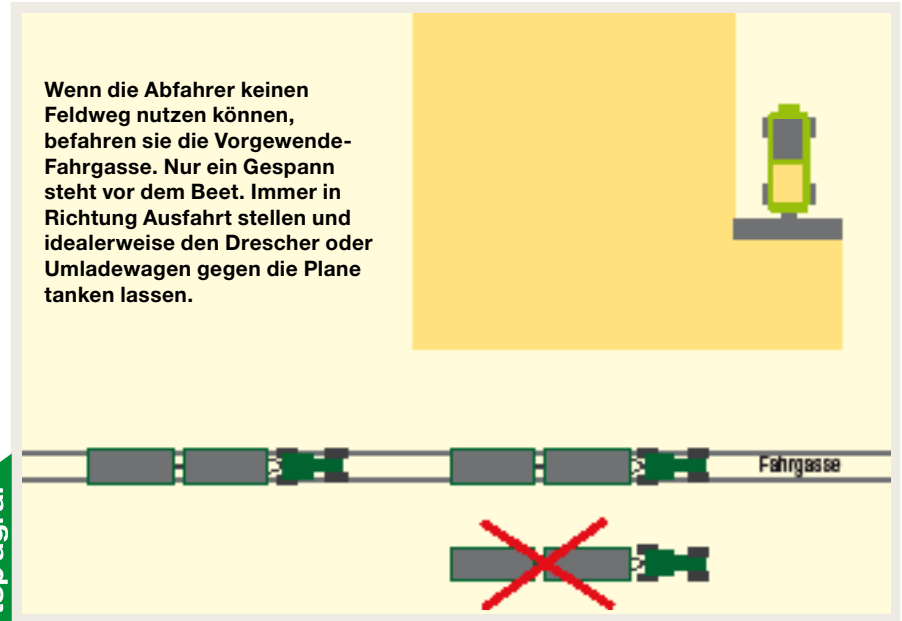 Wenn die Abfahrer keinen
Feldweg nutzen können,
befahren sie die Vorgewende-
Fahrgasse. Nur ein Gespann
steht vor dem Beet. Immer in
Richtung Ausfahrt stellen und
idealerweise den Drescher oder
Umladewagen gegen die Plane
tanken lassen.
Fahrgasse